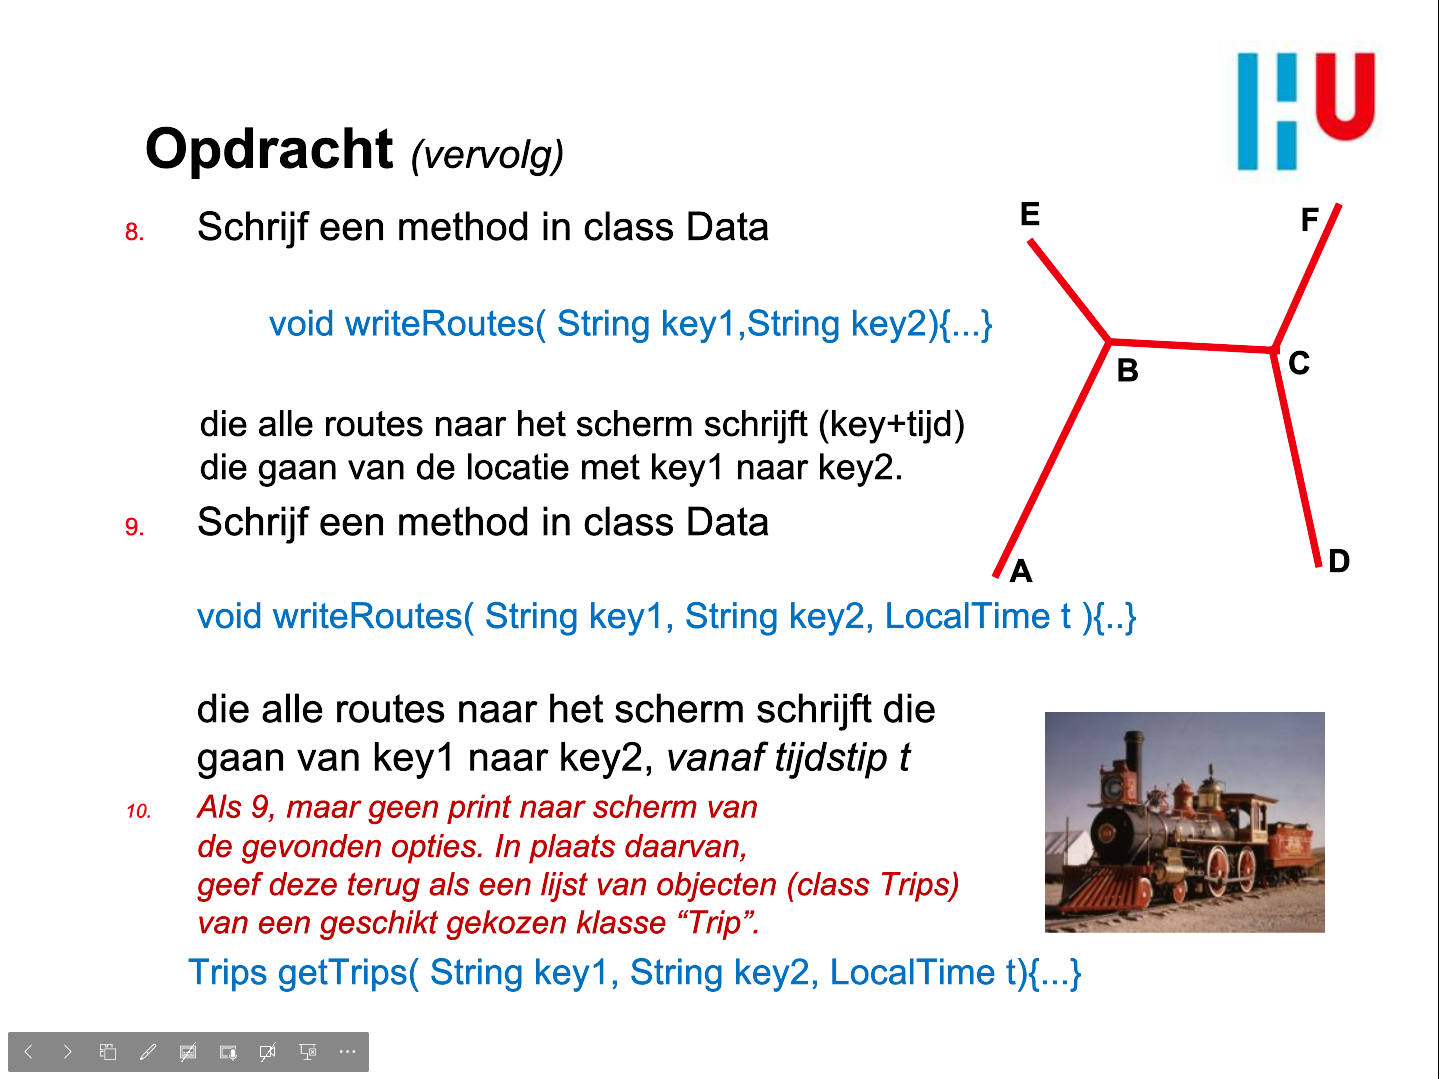 HU
Opdracht (vervolg)
8. Schrijf een method in class Data
void writeRoutes( String key1,String key2){...}
die alle routes naar het scherm schrijft (key+tijd)
die gaan van de locatie met key1 naar key2.
9. Schrijf een method in class Data
void writeRoutes( String key1, String key2, LocalTime t ){..}
die alle routes naar het scherm schrijft die
gaan van key1 naar key2, vanaf tijdstip t
10. Als 9, maar geen print naar scherm van
de gevonden opties. In plaats daarvan,
geef deze terug als een lijst van objecten (class Trips)
van een geschikt gekozen klasse “Trip”.
Trips getTrips( String key1, String key2, LocalTime t){...}
E
F
B
C
A
D